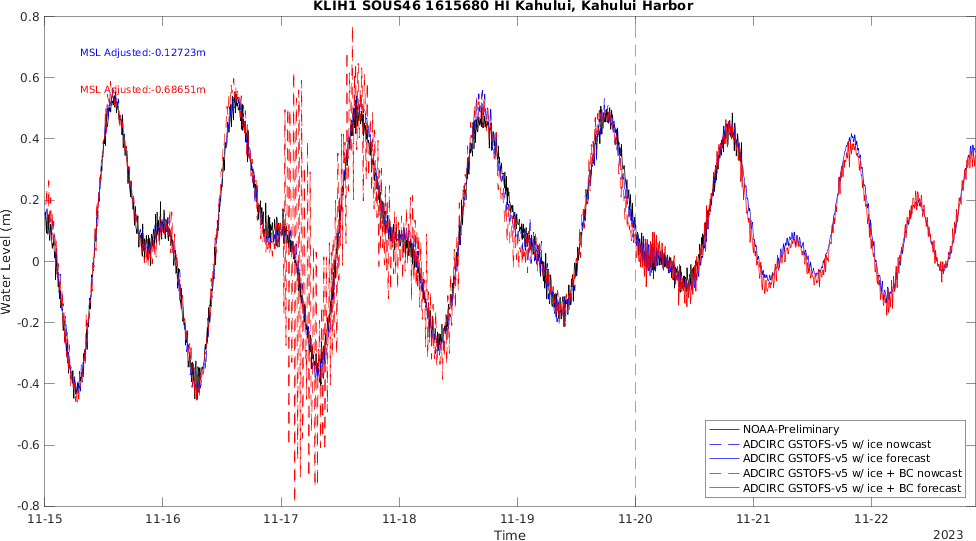 KLIH1 SOUS46 1615680 HI Kahului, Kahului Harbor
0.8
MSL Adjusted:-0.12723m
0.6
MSL Adjusted:-0.68651m
0.4
0.2
Water Level (m)
0
-0.2
-0.4
NOAA-Preliminary
-0.6
ADCIRC GSTOFS-v5 w/ ice nowcast
ADCIRC GSTOFS-v5 w/ ice forecast
ADCIRC GSTOFS-v5 w/ ice + BC nowcast
ADCIRC GSTOFS-v5 w/ ice + BC forecast
-0.8
11-15 11-16 11-17 11-18 11-19 11-20 11-21 11-22
Time
2023